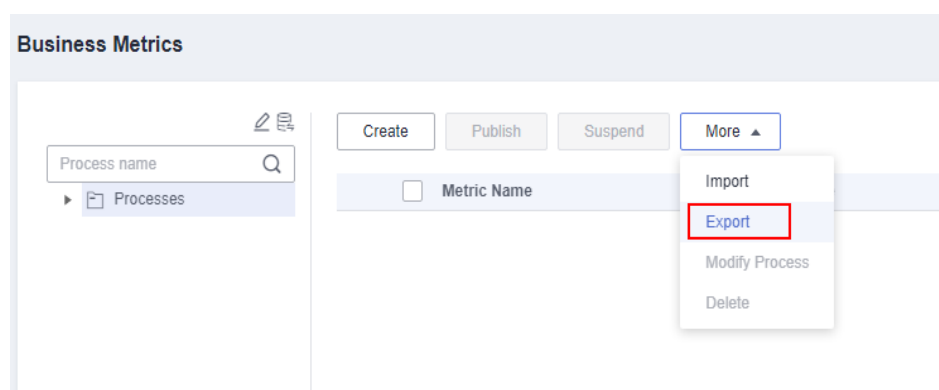 Business Metrics
Create Publish Suspend More
Process name
Processes
Metric Name
Import
Export
Modify Process
Delete